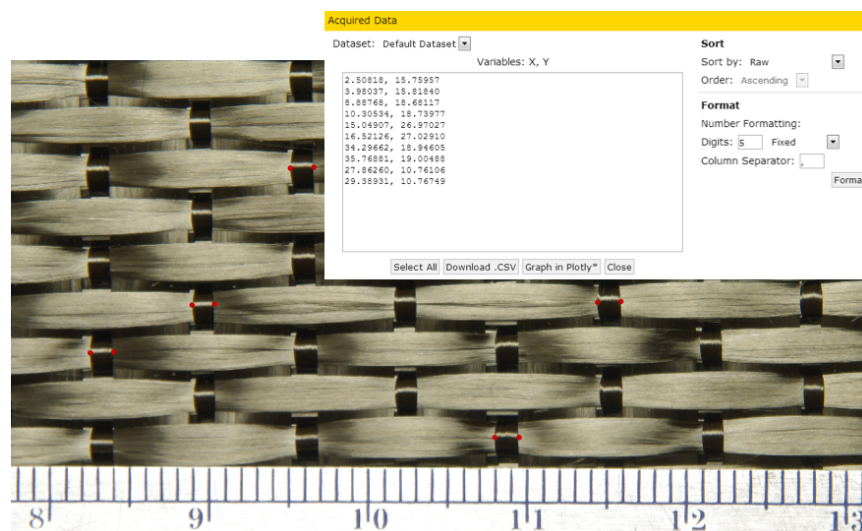 Acquired Data
Dataset: Default Dataset
Variables: X, Y
2.50818, 15.75957
3.98037, 15.81840
8.88768, 18.68117
10.30534, 18.73977
15.04907, 26.97027
16.52126, 27.02910
34.29662, 18.94605
35.76881, 19.00488
27.86260, 10.76106
29.38931, 10.76749
Select All Download .CSV Graph in Plotly* Close
Sort
Sort by: Raw
Order: Ascending
Format
Number Formatting:
Digits: 5 Fixed
Column Separator: ,
Forma
8 9 10 11 12 13